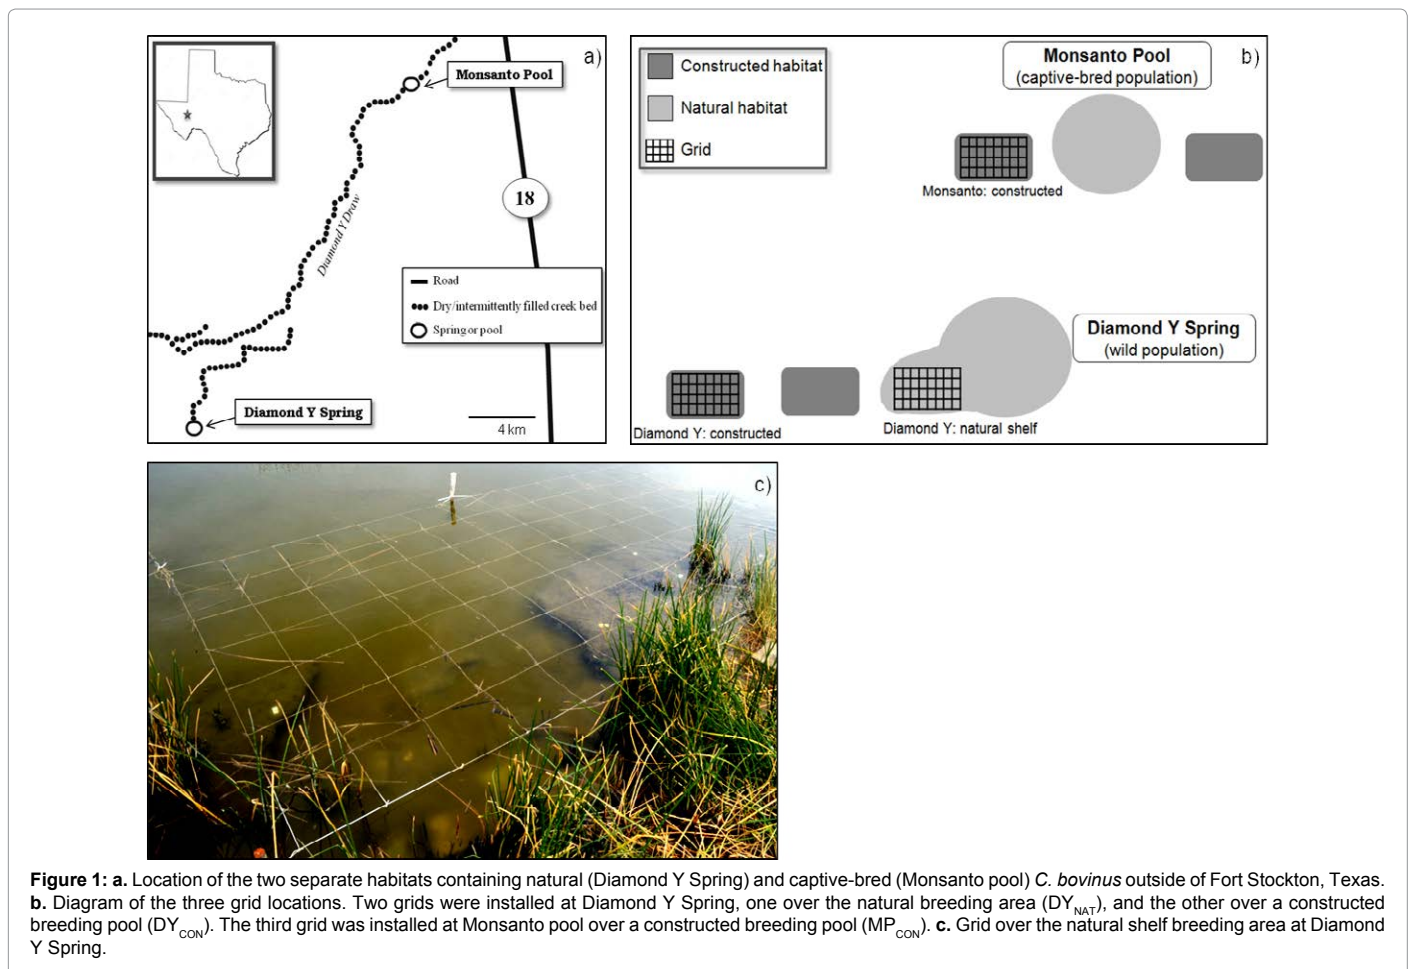 a)
Monsanto Pool
Diamond Y Draw
18
Road
Dry/intermittently filled creek bed
Spring or pool
Diamond Y Spring
4 km
b)
Constructed habitat
Natural habitat
Grid
Monsanto Pool
(captive-bred population)
Monsanto: constructed
Diamond Y Spring
(wild population)
Diamond Y: constructed
Diamond Y: natural shelf
c)
Figure 1: a. Location of the two separate habitats containing natural (Diamond Y Spring) and captive-bred (Monsanto pool) C. bovinus outside of Fort Stockton, Texas.
b. Diagram of the three grid locations. Two grids were installed at Diamond Y Spring, one over the natural breeding area (DYNAT), and the other over a constructed
breeding pool (DYCON). The third grid was installed at Monsanto pool over a constructed breeding pool (MPCON). c. Grid over the natural shelf breeding area at Diamond
Y Spring.